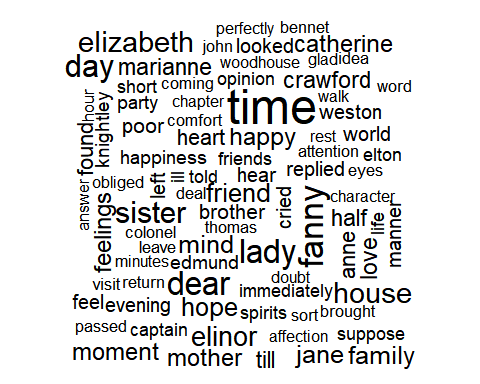 perfectly bennet
elizabeth john looked catherine
day marianne woodhouse gladidea
short coming opinion crawford word
hour knightley party chapter time walk weston
found poor comfort heart happy rest world
happiness friends attention elton
answer obliged left ill told hear replied eyes
deal friend character
feelings sister brother cried fanny half life manner
colonel thomas anne love
leave mind lady
minutes edmund doubt
visit return dear immediately house
feel evening hope spirits sort brought
passed captain elinor affection suppose
moment mother till jane family